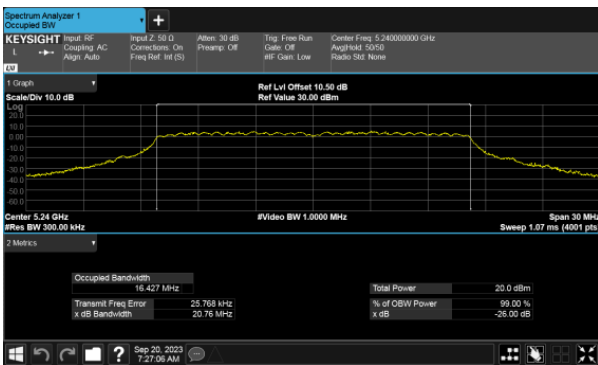 Spectrum Analyzer 1
Occupied BW
+
KEYSIGHT
L
Input: RF
Coupling: AC
Align: Auto
Input Z: 50 Ω
Corrections: On
Freq Ref: Int (S)
Atten: 30 dB
Preamp: Off
Trig: Free Run
Gate: Off
#IF Gain: Low
Center Freq: 5.240000000 GHz
Avg|Hold: 50/50
Radio Std: None
1 Graph
Ref Lvl Offset 10.50 dB
Scale/Div 10.0 dB
Ref Value 30.00 dBm
Log
20.0
10.0
0.00
-10.0
-20.0
-30.0
-40.0
-50.0
-60.0
Center 5.24 GHz
#Video BW 1.0000 MHz
Span 30 MHz
#Res BW 300.00 kHz
Sweep 1.07 ms (4001 pts
2 Metrics
Occupied Bandwidth
16.427 MHz
Total Power 20.0 dBm
Transmit Freq Error 25.768 kHz
% of OBW Power 99.00 %
x dB Bandwidth 20.76 MHz
x dB -26.00 dB
?
Sep 20, 2023
7:27:06 AM